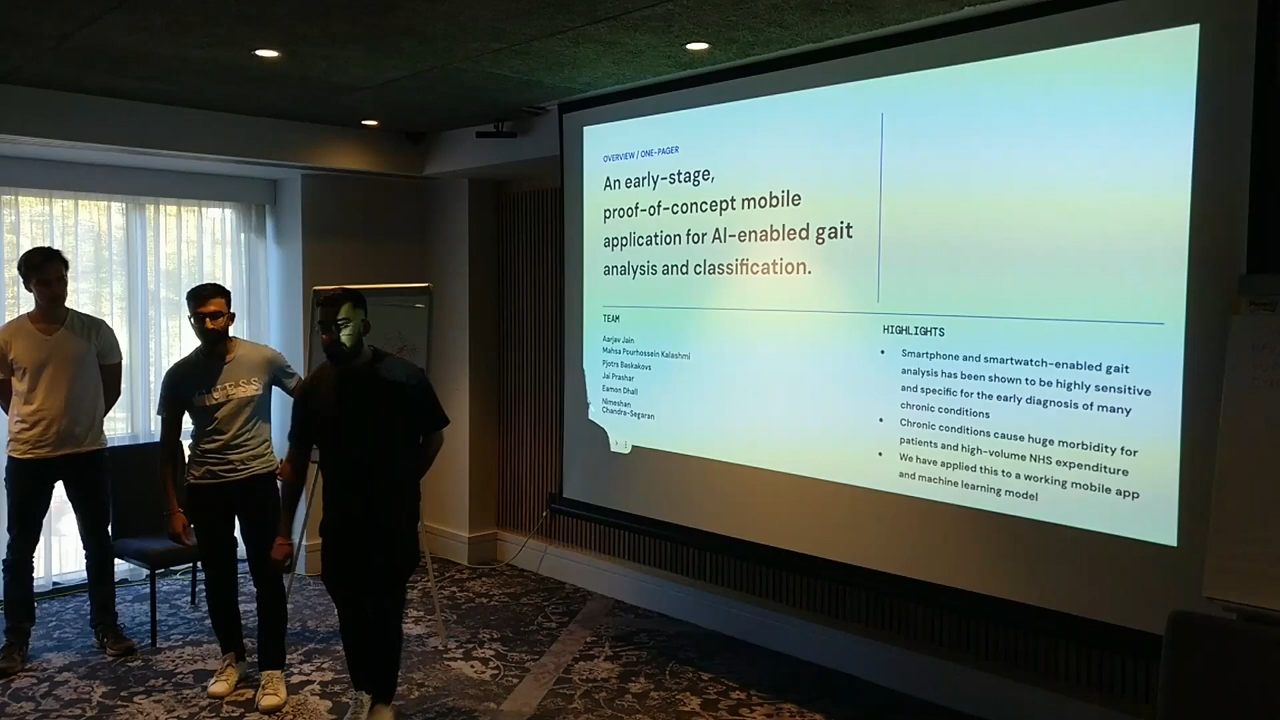 OVERVIEW / ONE-PAGER
An early-stage,
proof-of-concept mobile
application for AI-enabled gait
analysis and classification.
TEAM
Aarjav Jain
Mahsa Pourhossein Kalashmi
Pjotrs Baskakovs
Jai Prashar
Eamon Dhall
Nimeshan
Chandra-Segaran
HIGHLIGHTS
• Smartphone and smartwatch-enabled gait
analysis has been shown to be highly sensitive
and specific for the early diagnosis of many
chronic conditions
• Chronic conditions cause huge morbidity for
patients and high-volume NHS expenditure
• We have applied this to a working mobile app
and machine learning model
GUESS